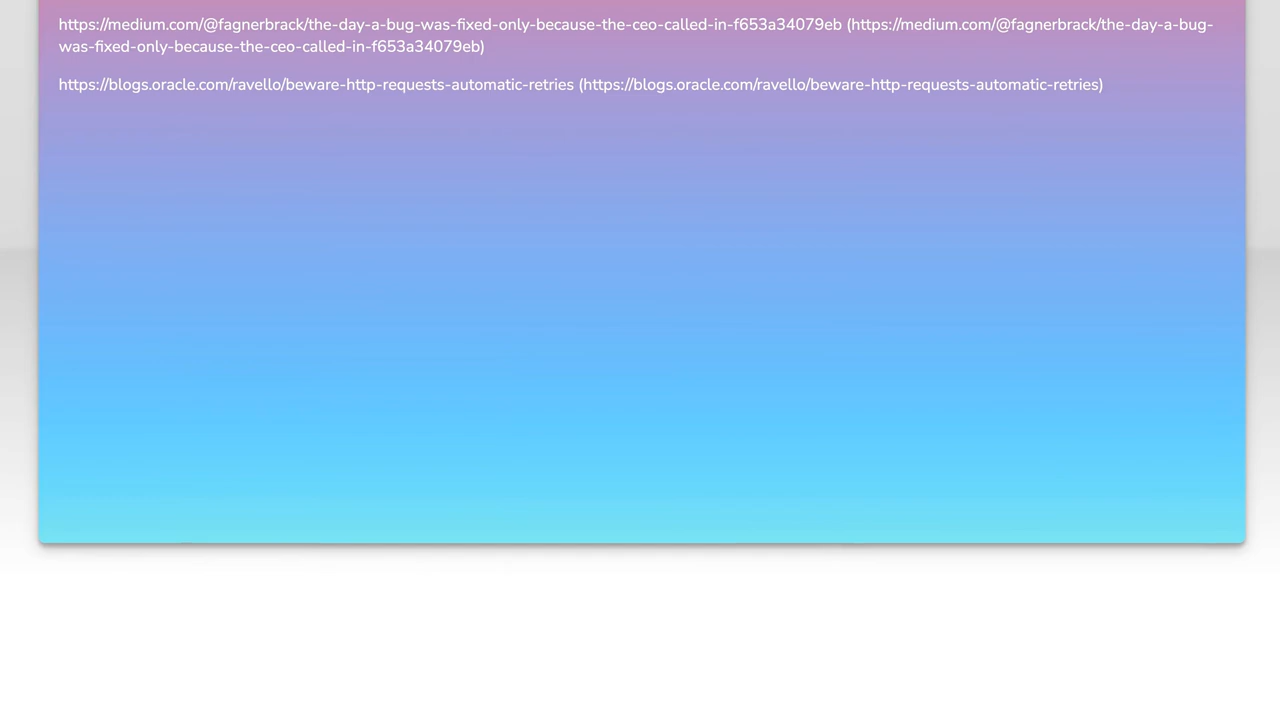 https://medium.com/@fagnerbrack/the-day-a-bug-was-fixed-only-because-the-ceo-called-in-f653a34079eb (https://medium.com/@fagnerbrack/the-day-a-bug-
was-fixed-only-because-the-ceo-called-in-f653a34079eb)
https://blogs.oracle.com/ravello/beware-http-requests-automatic-retries (https://blogs.oracle.com/ravello/beware-http-requests-automatic-retries)